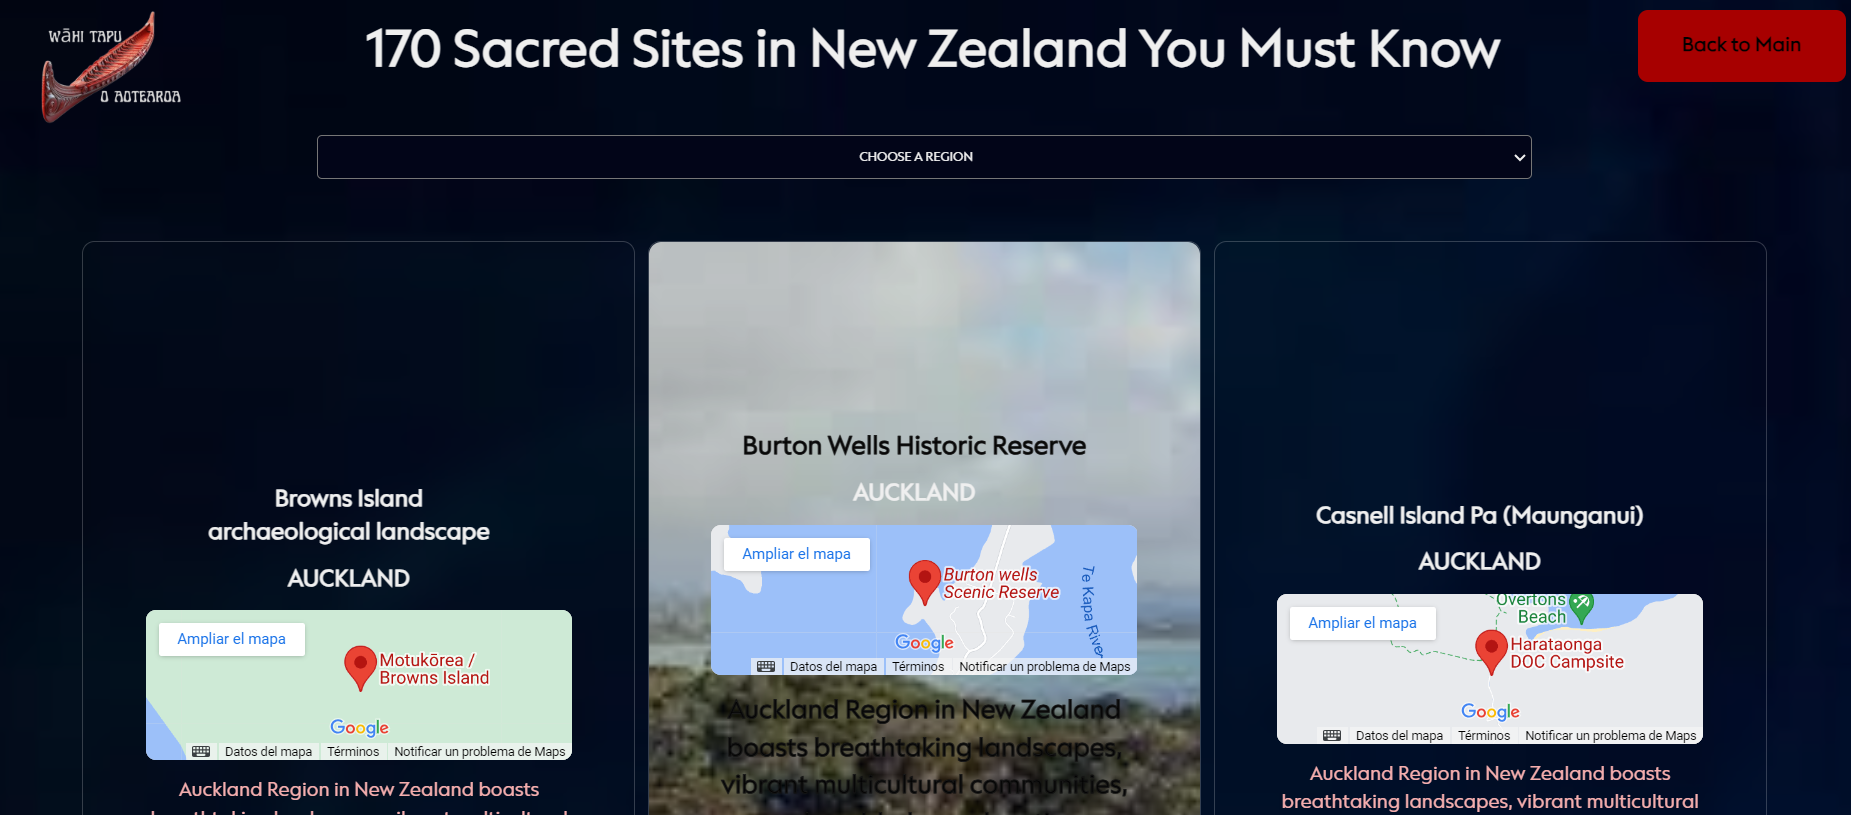 WĀHI TAPU
O AOTEAROA
170 Sacred Sites in New Zealand You Must Know
Back to Main
CHOOSE A REGION
Browns Island
archaeological landscape
AUCKLAND
Ampliar el mapa
Motukōrea /
Browns Island
Google
Datos del mapa
Términos
Notificar un problema de Maps
Auckland Region in New Zealand boasts
Burton Wells Historic Reserve
AUCKLAND
Ampliar el mapa
Burton wells
Scenic Reserve
Te Kapa River
Google
Datos del mapa
Términos
Notificar un problema de Maps
Auckland Region in New Zealand
boasts breathtaking landscapes,
vibrant multicultural communities,
Casnell Island Pa (Maunganui)
AUCKLAND
Ampliar el mapa
Overtons
Beach
Harataonga
DOC Campsite
Google
Datos del mapa
Términos
Notificar un problema de Maps
Auckland Region in New Zealand boasts
breathtaking landscapes, vibrant multicultural